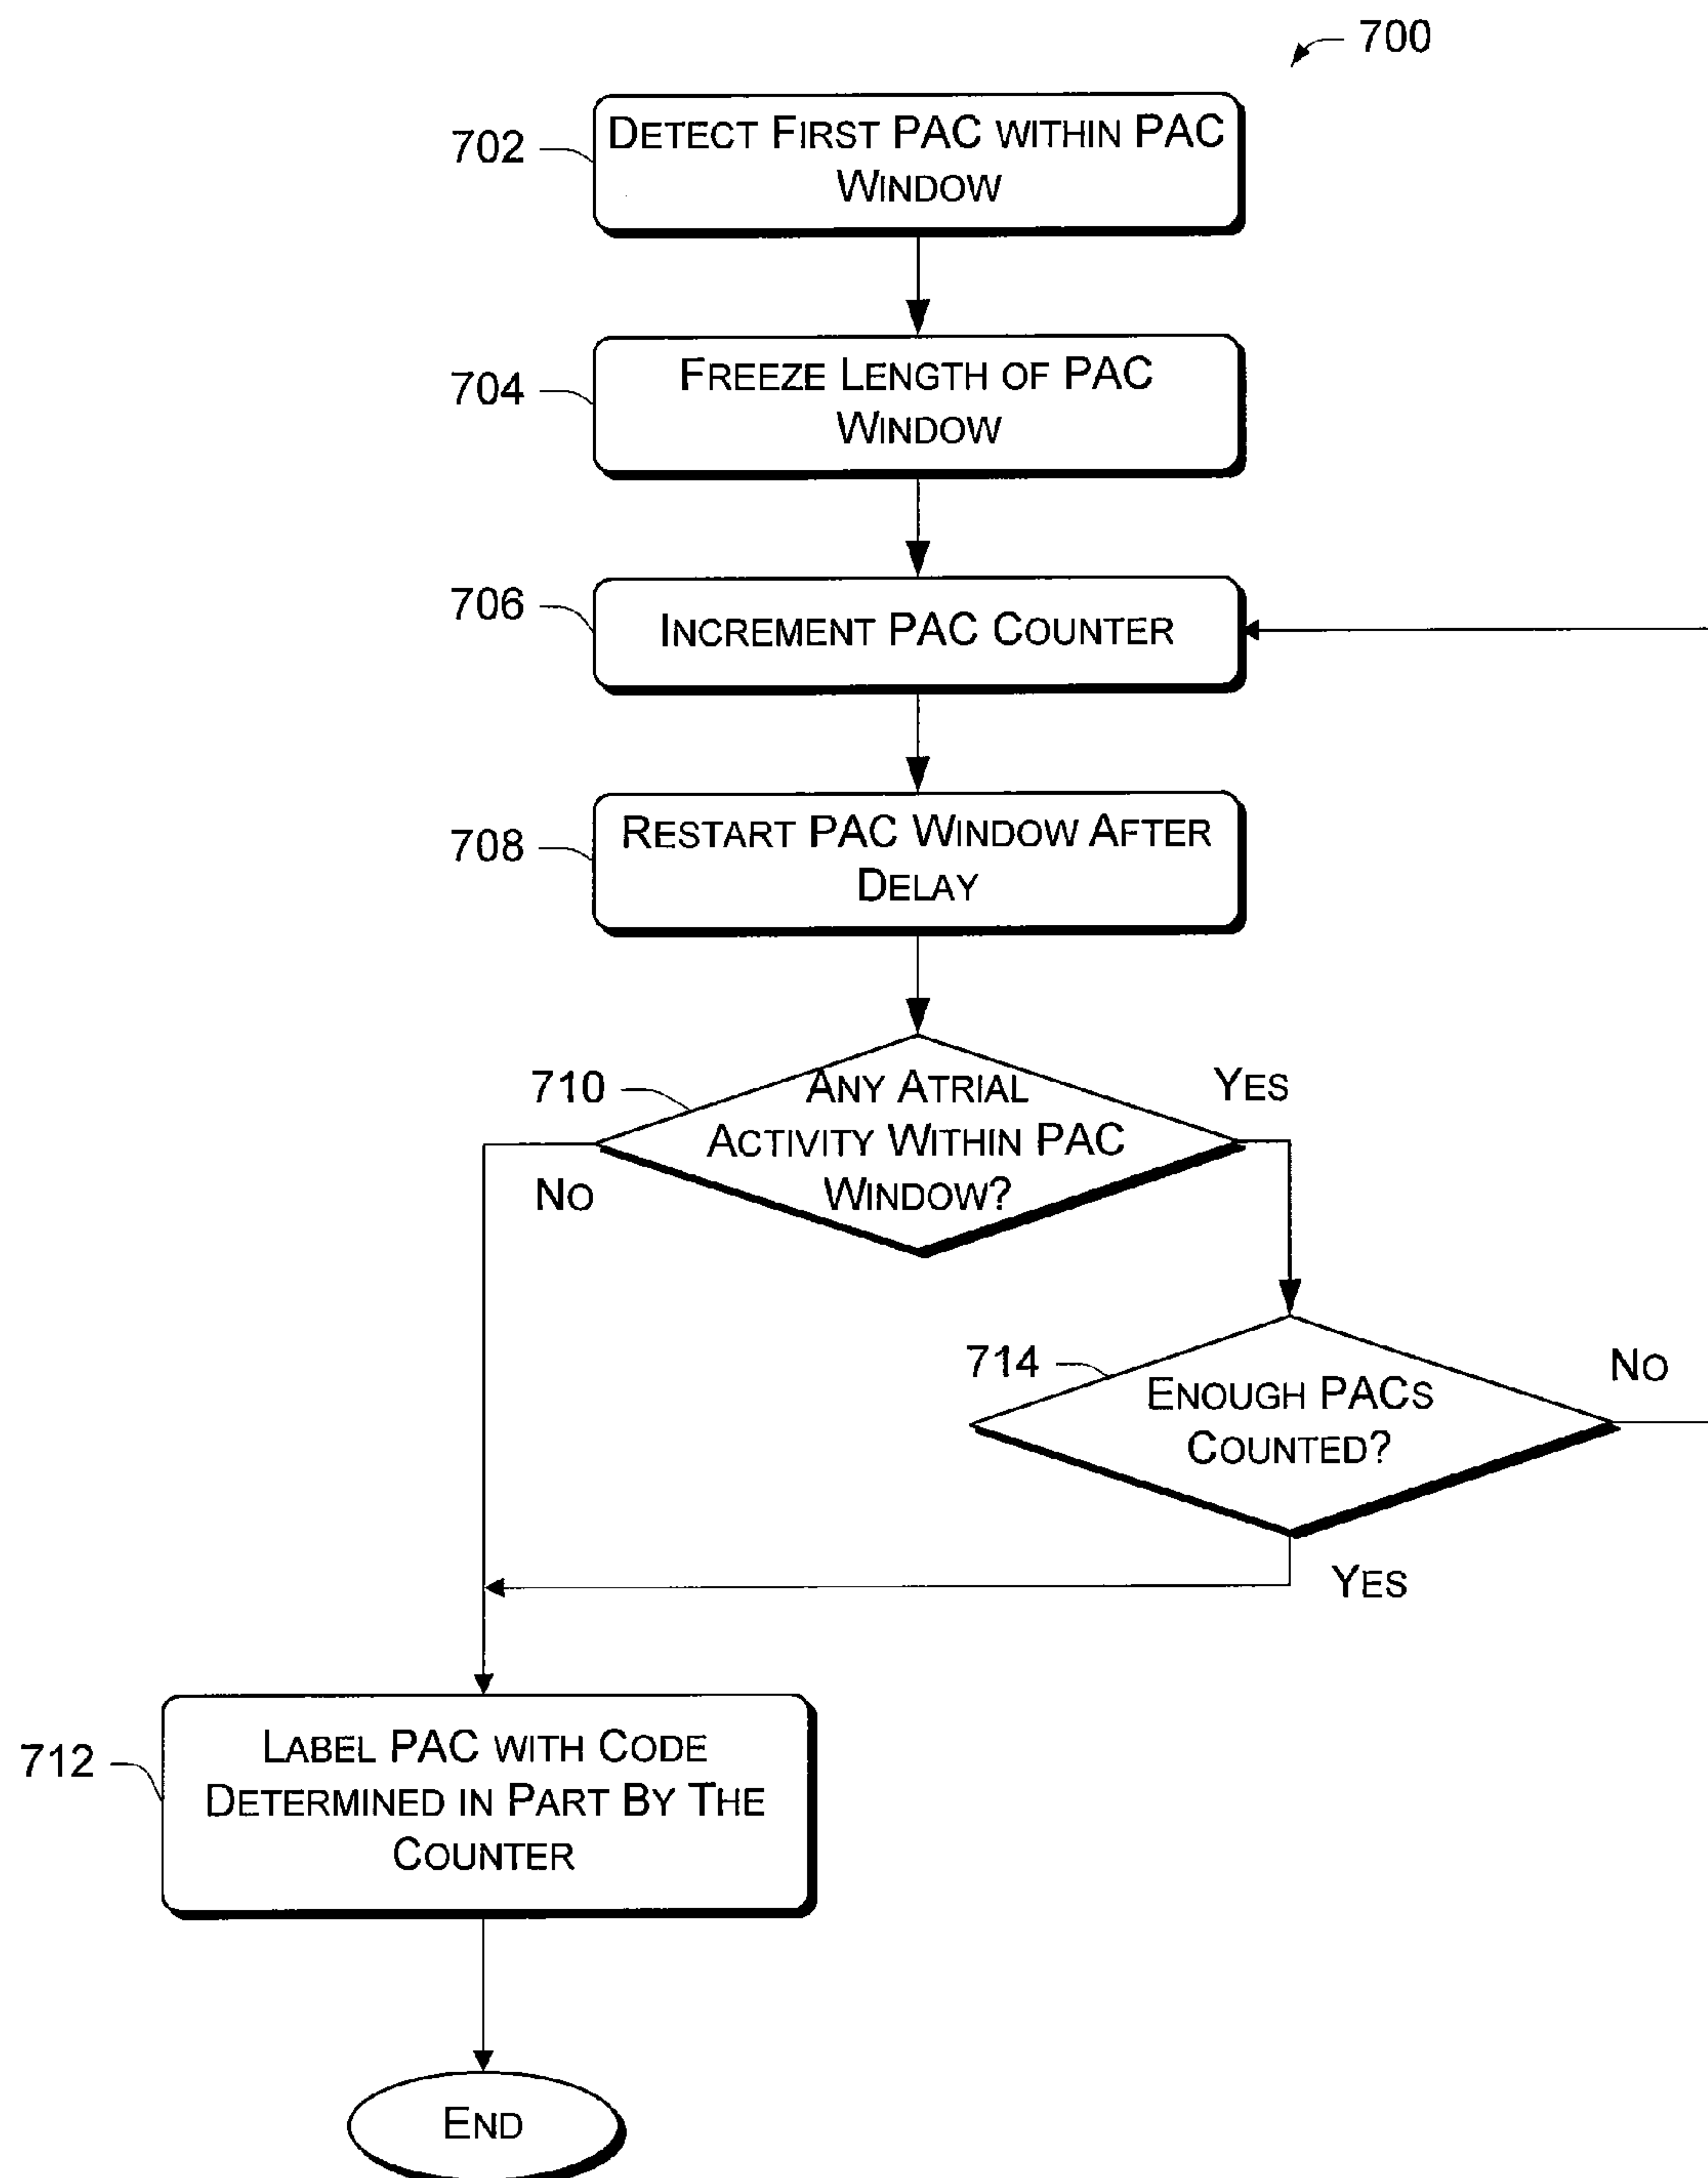 700
702
DETECT FIRST PAC WITHIN PAC
WINDOW
704
FREEZE LENGTH OF PAC
WINDOW
706
INCREMENT PAC COUNTER
708
RESTART PAC WINDOW AFTER
DELAY
710
ANY ATRIAL
ACTIVITY WITHIN PAC
WINDOW?
YES
NO
714
ENOUGH PACS
COUNTED?
NO
YES
712
LABEL PAC WITH CODE
DETERMINED IN PART BY THE
COUNTER
END